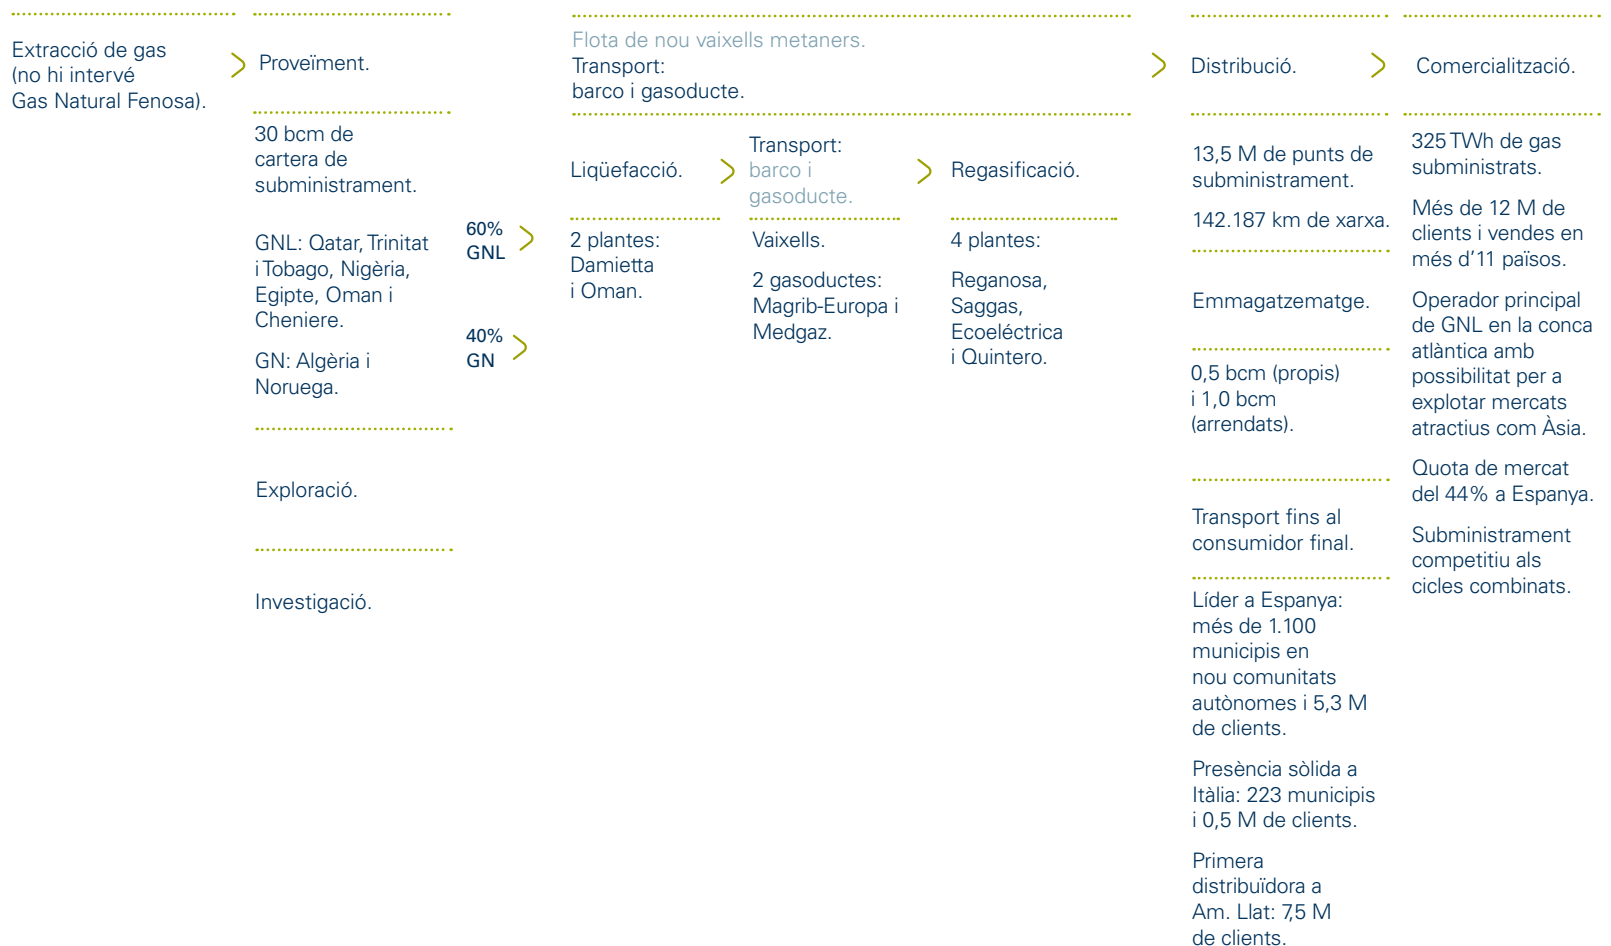 Extracció de gas
(no hi intervé
Gas Natural Fenosa).
Proveïment.
30 bcm de
cartera de
subministrament.
GNL: Qatar, Trinitat
i Tobago, Nigèria,
Egipte, Oman i
Cheniere.
GN: Algèria i
Noruega.
Exploració.
Investigació.
60%
GNL
40%
GN
Flota de nou vaixells metaners.
Transport:
barco i gasoducte.
Liqüefacció.
2 plantes:
Damietta
i Oman.
Transport:
barco i
gasoducte.
Vaixells.
2 gasoductes:
Magrib-Europa i
Medgaz.
Regasificació.
4 plantes:
Reganosa,
Saggas,
Ecoeléctrica
i Quintero.
Distribució.
13,5 M de punts de
subministrament.
142.187 km de xarxa.
Emmagatzematge.
0,5 bcm (propis)
i 1,0 bcm
(arrendats).
Transport fins al
consumidor final.
Líder a Espanya:
més de 1.100
municipis en
nou comunitats
autònomes i 5,3 M
de clients.
Presència sòlida a
Itàlia: 223 municipis
i 0,5 M de clients.
Primera
distribuïdora a
Am. Llat: 7,5 M
de clients.
Comercialització.
325 TWh de gas
subministrats.
Més de 12 M de
clients i vendes en
més d'11 països.
Operador principal
de GNL en la conca
atlàntica amb
possibilitat per a
explotar mercats
atractius com Àsia.
Quota de mercat
del 44% a Espanya.
Subministrament
competitiu als
cicles combinats.